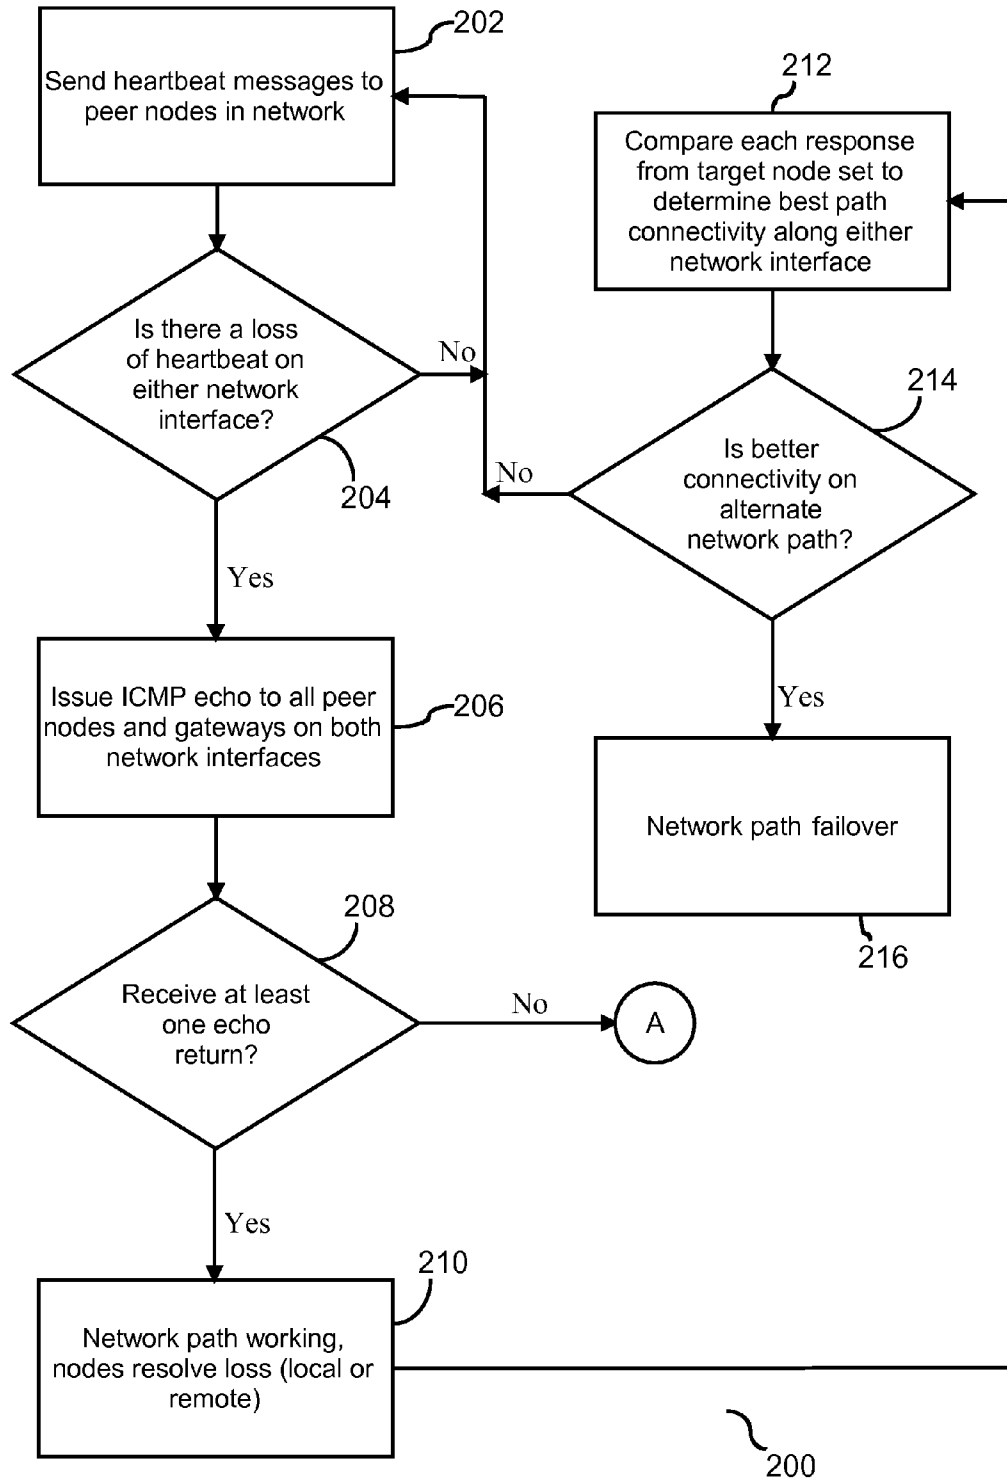 202
Send heartbeat messages to
peer nodes in network
Is there a loss
of heartbeat on
either network
interface?
No
204
Yes
Issue ICMP echo to all peer
nodes and gateways on both
network interfaces
206
208
Receive at least
one echo
return?
No
A
Yes
210
Network path working,
nodes resolve loss (local or
remote)
212
Compare each response
from target node set to
determine best path
connectivity along either
network interface
214
Is better
connectivity on
alternate
network path?
No
Yes
Network path failover
216
200